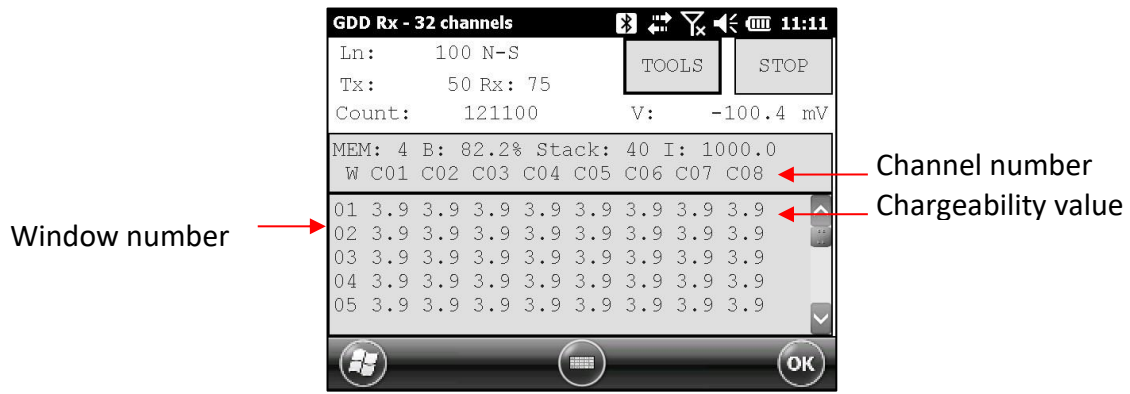 GDD Rx - 32 channels 11:11
Ln: 100 N-S
TOOLS STOP
Tx: 50 Rx: 75
Count: 121100 V: -100.4 mV
MEM: 4 B: 82.2% Stack: 40 I: 1000.0
W C01 C02 C03 C04 C05 C06 C07 C08
01 3.9 3.9 3.9 3.9 3.9 3.9 3.9 3.9
02 3.9 3.9 3.9 3.9 3.9 3.9 3.9 3.9
03 3.9 3.9 3.9 3.9 3.9 3.9 3.9 3.9
04 3.9 3.9 3.9 3.9 3.9 3.9 3.9 3.9
05 3.9 3.9 3.9 3.9 3.9 3.9 3.9 3.9
OK
Window number
Channel number
Chargeability value